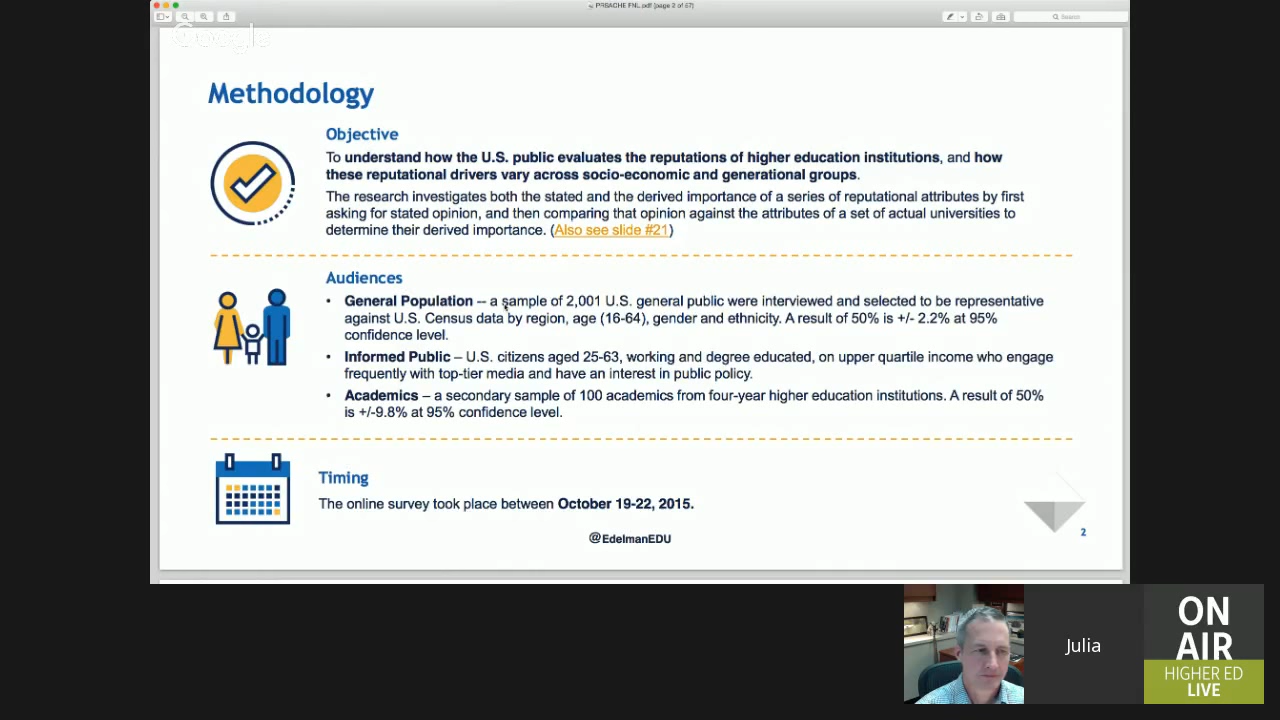 PRSACHE FNL.pdf (page 2 of 57)
Search
Google
Methodology
Objective
To understand how the U.S. public evaluates the reputations of higher education institutions, and how
these reputational drivers vary across socio-economic and generational groups.
The research investigates both the stated and the derived importance of a series of reputational attributes by first
asking for stated opinion, and then comparing that opinion against the attributes of a set of actual universities to
determine their derived importance. (Also see slide #21)
Audiences
• General Population -- a sample of 2,001 U.S. general public were interviewed and selected to be representative
against U.S. Census data by region, age (16-64), gender and ethnicity. A result of 50% is +/- 2.2% at 95%
confidence level.
• Informed Public – U.S. citizens aged 25-63, working and degree educated, on upper quartile income who engage
frequently with top-tier media and have an interest in public policy.
• Academics – a secondary sample of 100 academics from four-year higher education institutions. A result of 50%
is +/-9.8% at 95% confidence level.
Timing
The online survey took place between October 19-22, 2015.
@EdelmanEDU
2
Julia
ON
AIR
HIGHER ED
LIVE